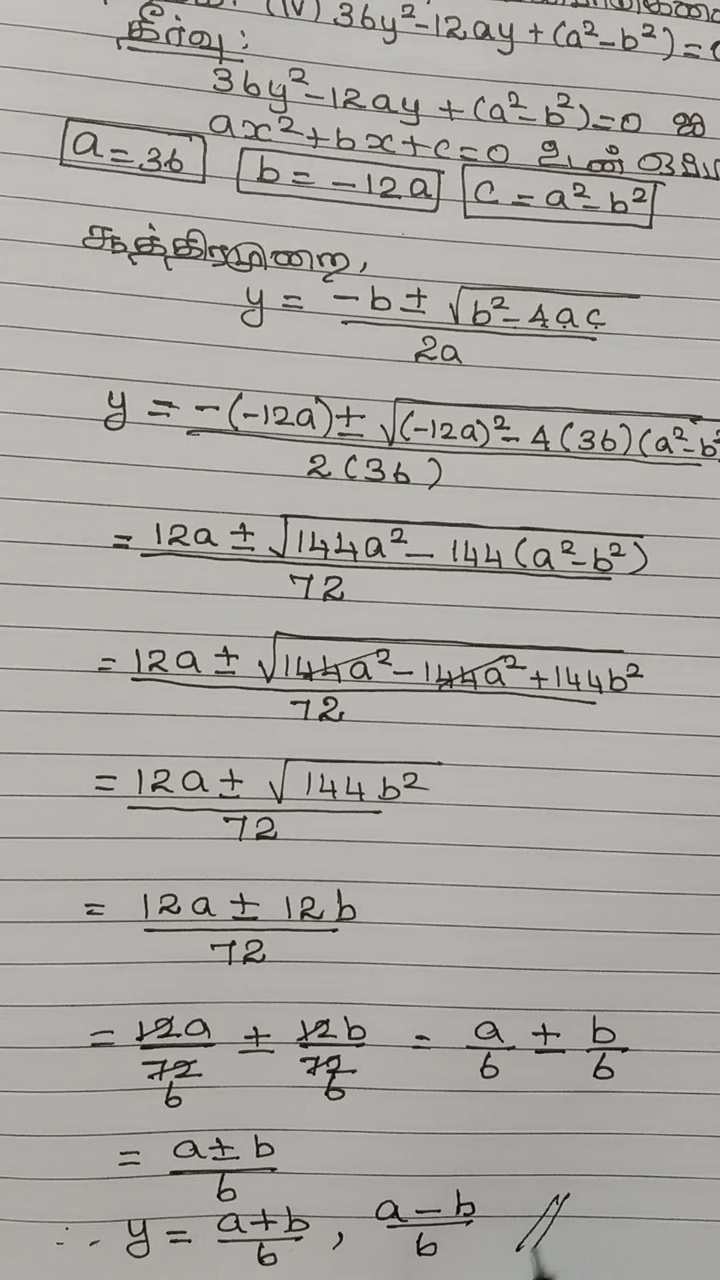 (IV) 36y²-12ay+(a²-b²)=0
தீர்வு:
36y²-12ay+(a²-b²)=0 ஐ
ax²+bx+c=0 உடன்
a=36 b=-12a c=a²-b²
சூத்திரமுறை,
y = (-b ± √(b²-4ac))/2a
y = (-(-12a) ± √((-12a)²-4(36)(a²-b²
/2(36)
= (12a ± √(144a²-144(a²-b²)))/72
= (12a ± √(144a²-144a²+144b²))/72
= (12a ± √(144b²))/72
= (12a ± 12b)/72
= 12a/72 6 ± 12b/72 6 = a/6 ± b/6
= (a±b)/6
∴ y = (a+b)/6, (a-b)/6 //